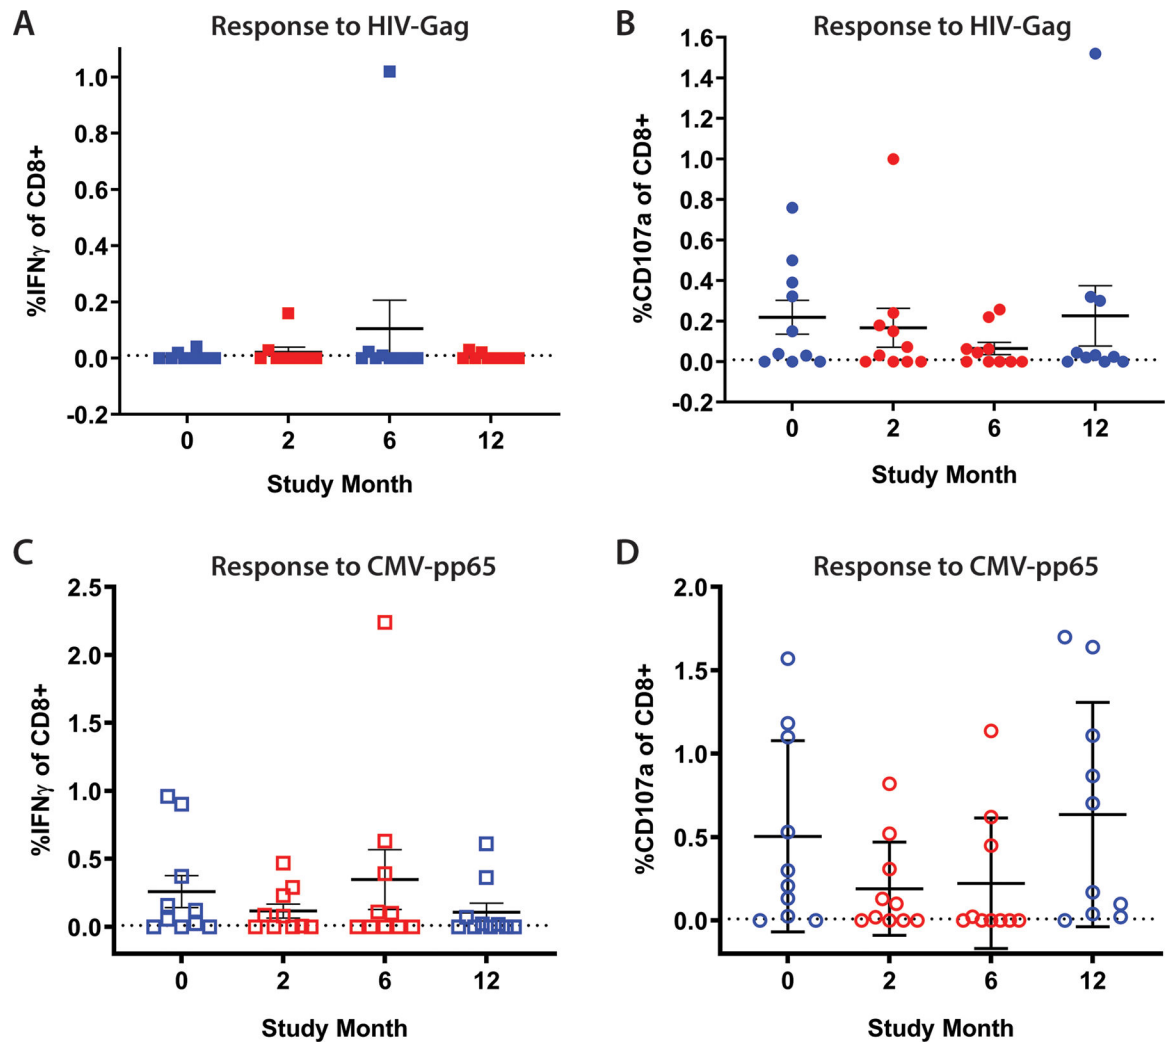 A
Response to HIV-Gag
%IFNγ of CD8+
1.0
0.8
0.6
0.4
0.2
0.0
-0.2
0 2 6 12
Study Month
B
Response to HIV-Gag
%CD107a of CD8+
1.6
1.4
1.2
1.0
0.8
0.6
0.4
0.2
0.0
-0.2
0 2 6 12
Study Month
C
Response to CMV-pp65
%IFNγ of CD8+
2.5
2.0
1.5
1.0
0.5
0.0
0 2 6 12
Study Month
D
Response to CMV-pp65
%CD107a of CD8+
2.0
1.5
1.0
0.5
0.0
0 2 6 12
Study Month